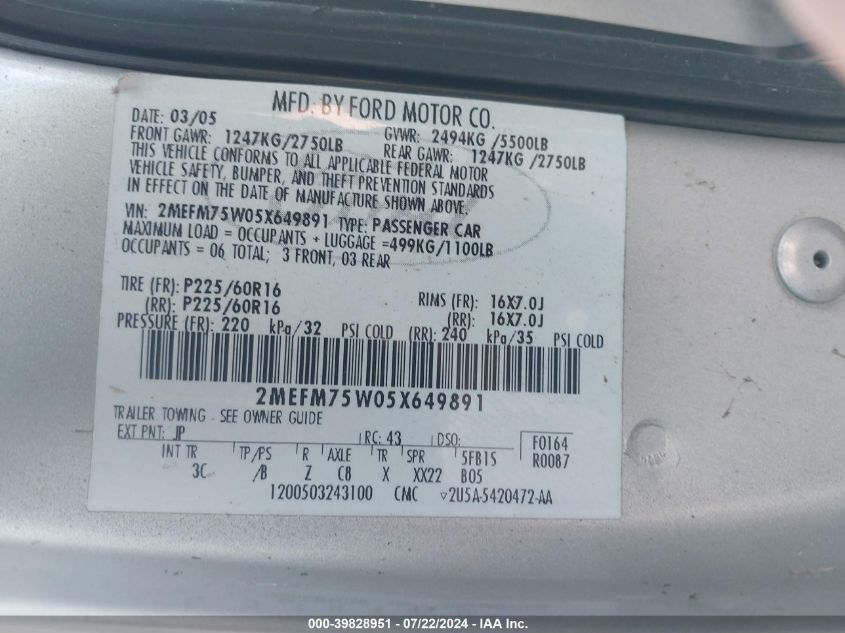 MFD. BY FORD MOTOR CO.
DATE: 03/05 GVWR: 2494KG /5500LB
FRONT GAWR: 1247KG/2750LB REAR GAWR: 1247KG /2750LB
THIS VEHICLE CONFORMS TO ALL APPLICABLE FEDERAL MOTOR
VEHICLE SAFETY, BUMPER, AND THEFT PREVENTION STANDARDS
IN EFFECT ON THE DATE OF MANUFACTURE SHOWN ABOVE.
VIN: 2MEFM75W05X649891 TYPE: PASSENGER CAR
MAXIMUM LOAD = OCCUPANTS + LUGGAGE =499KG/1100LB
OCCUPANTS = 06 TOTAL; 3 FRONT, 03 REAR
TIRE (FR): P225/60R16 RIMS (FR): 16X7.0J
(RR): P225/60R16 (RR): 16X7.0J
PRESSURE (FR): 220 kPa/32 PSI COLD (RR): 240 kPa/35 PSI COLD
2MEFM75W05X649891
TRAILER TOWING - SEE OWNER GUIDE
EXT PNT: JP RC: 43 DSO: F0164
INT TR TP/PS R AXLE TR SPR 5FB1S R0087
3C /B Z C8 X XX22 B05
1200503243100 CMC ▽2U5A-5420472-AA
000-39828951 - 07/22/2024 - IAA Inc.